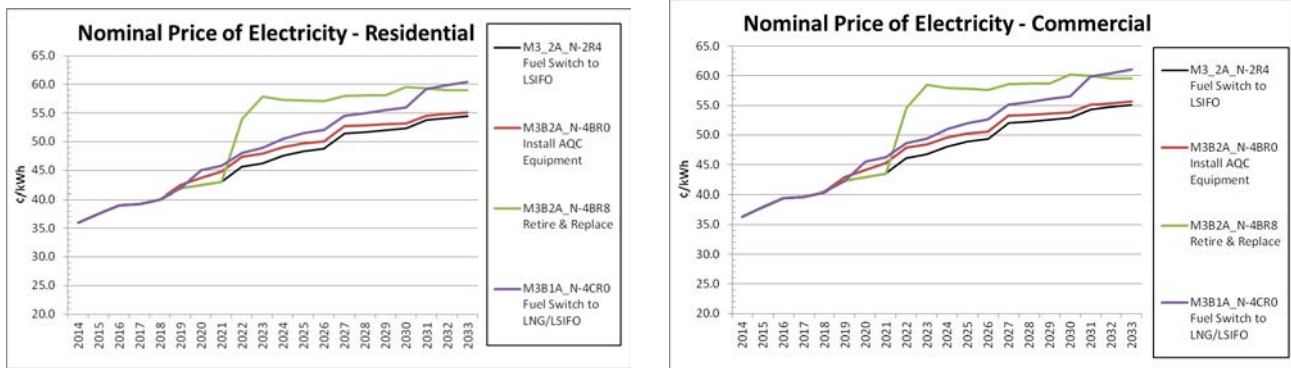 Nominal Price of Electricity - Residential
65.0
60.0
55.0
50.0
45.0
40.0
35.0
30.0
25.0
20.0
¢/kWh
2014
2015
2016
2017
2018
2019
2020
2021
2022
2023
2024
2025
2026
2027
2028
2029
2030
2031
2032
2033
M3_2A_N-2R4
Fuel Switch to
LSIFO
M3B2A_N-4BR0
Install AQC
Equipment
M3B2A_N-4BR8
Retire & Replace
M3B1A_N-4CR0
Fuel Switch to
LNG/LSIFO
Nominal Price of Electricity - Commercial
65.0
60.0
55.0
50.0
45.0
40.0
35.0
30.0
25.0
20.0
¢/kWh
2014
2015
2016
2017
2018
2019
2020
2021
2022
2023
2024
2025
2026
2027
2028
2029
2030
2031
2032
2033
M3_2A_N-2R4
Fuel Switch to
LSIFO
M3B2A_N-4BR0
Install AQC
Equipment
M3B2A_N-4BR8
Retire & Replace
M3B1A_N-4CR0
Fuel Switch to
LNG/LSIFO